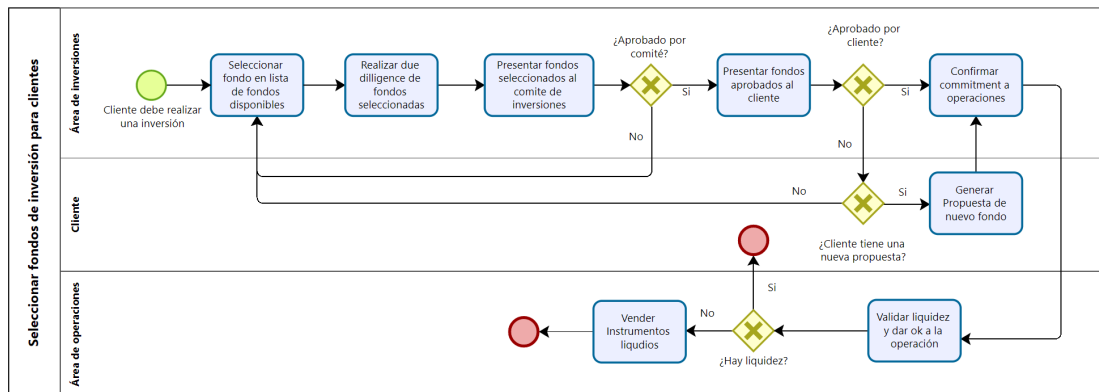 Seleccionar fondos de inversión para clientes
Área de inversiones
Cliente debe realizar
una inversión
Seleccionar
fondo en lista
de fondos
disponibles
Realizar due
dilligence de
fondos
seleccionadas
Presentar fondos
seleccionados al
comite de
inversiones
¿Aprobado por
comité?
Si
No
Presentar fondos
aprobados al
cliente
¿Aprobado por
cliente?
Si
No
Confirmar
commitment a
operaciones
Cliente
No
Si
¿Cliente tiene una
nueva propuesta?
Generar
Propuesta de
nuevo fondo
Área de operaciones
Vender
Instrumentos
liqudios
No
Si
¿Hay liquidez?
Validar liquidez
y dar ok a la
operación